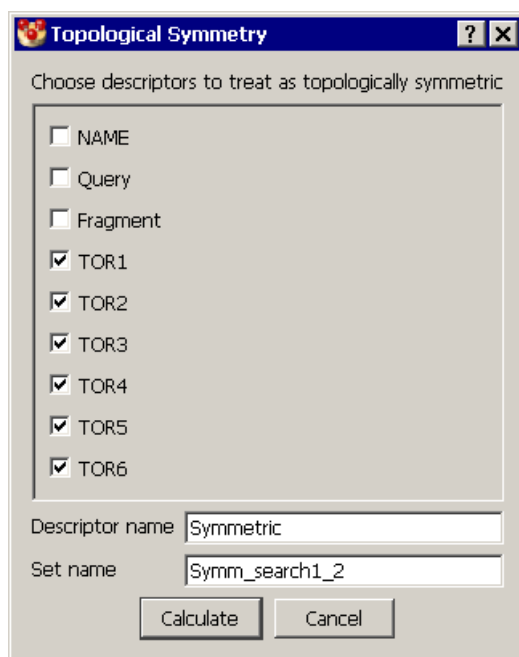 Topological Symmetry
Choose descriptors to treat as topologically symmetric
NAME
Query
Fragment
TOR1
TOR2
TOR3
TOR4
TOR5
TOR6
Descriptor name Symmetric
Set name Symm_search1_2
Calculate Cancel